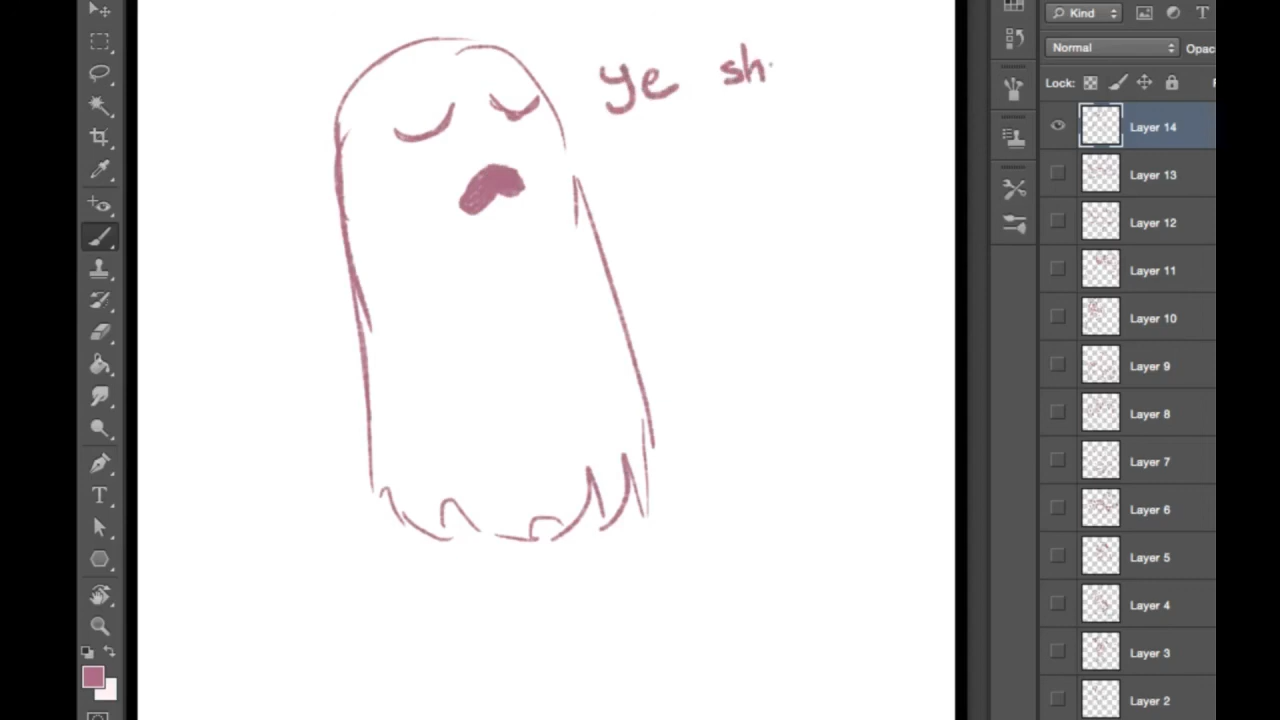 ye sh
Kind
T
Normal
Opac
Lock:
Layer 14
Layer 13
Layer 12
Layer 11
Layer 10
Layer 9
Layer 8
Layer 7
Layer 6
Layer 5
Layer 4
Layer 3
Layer 2
T